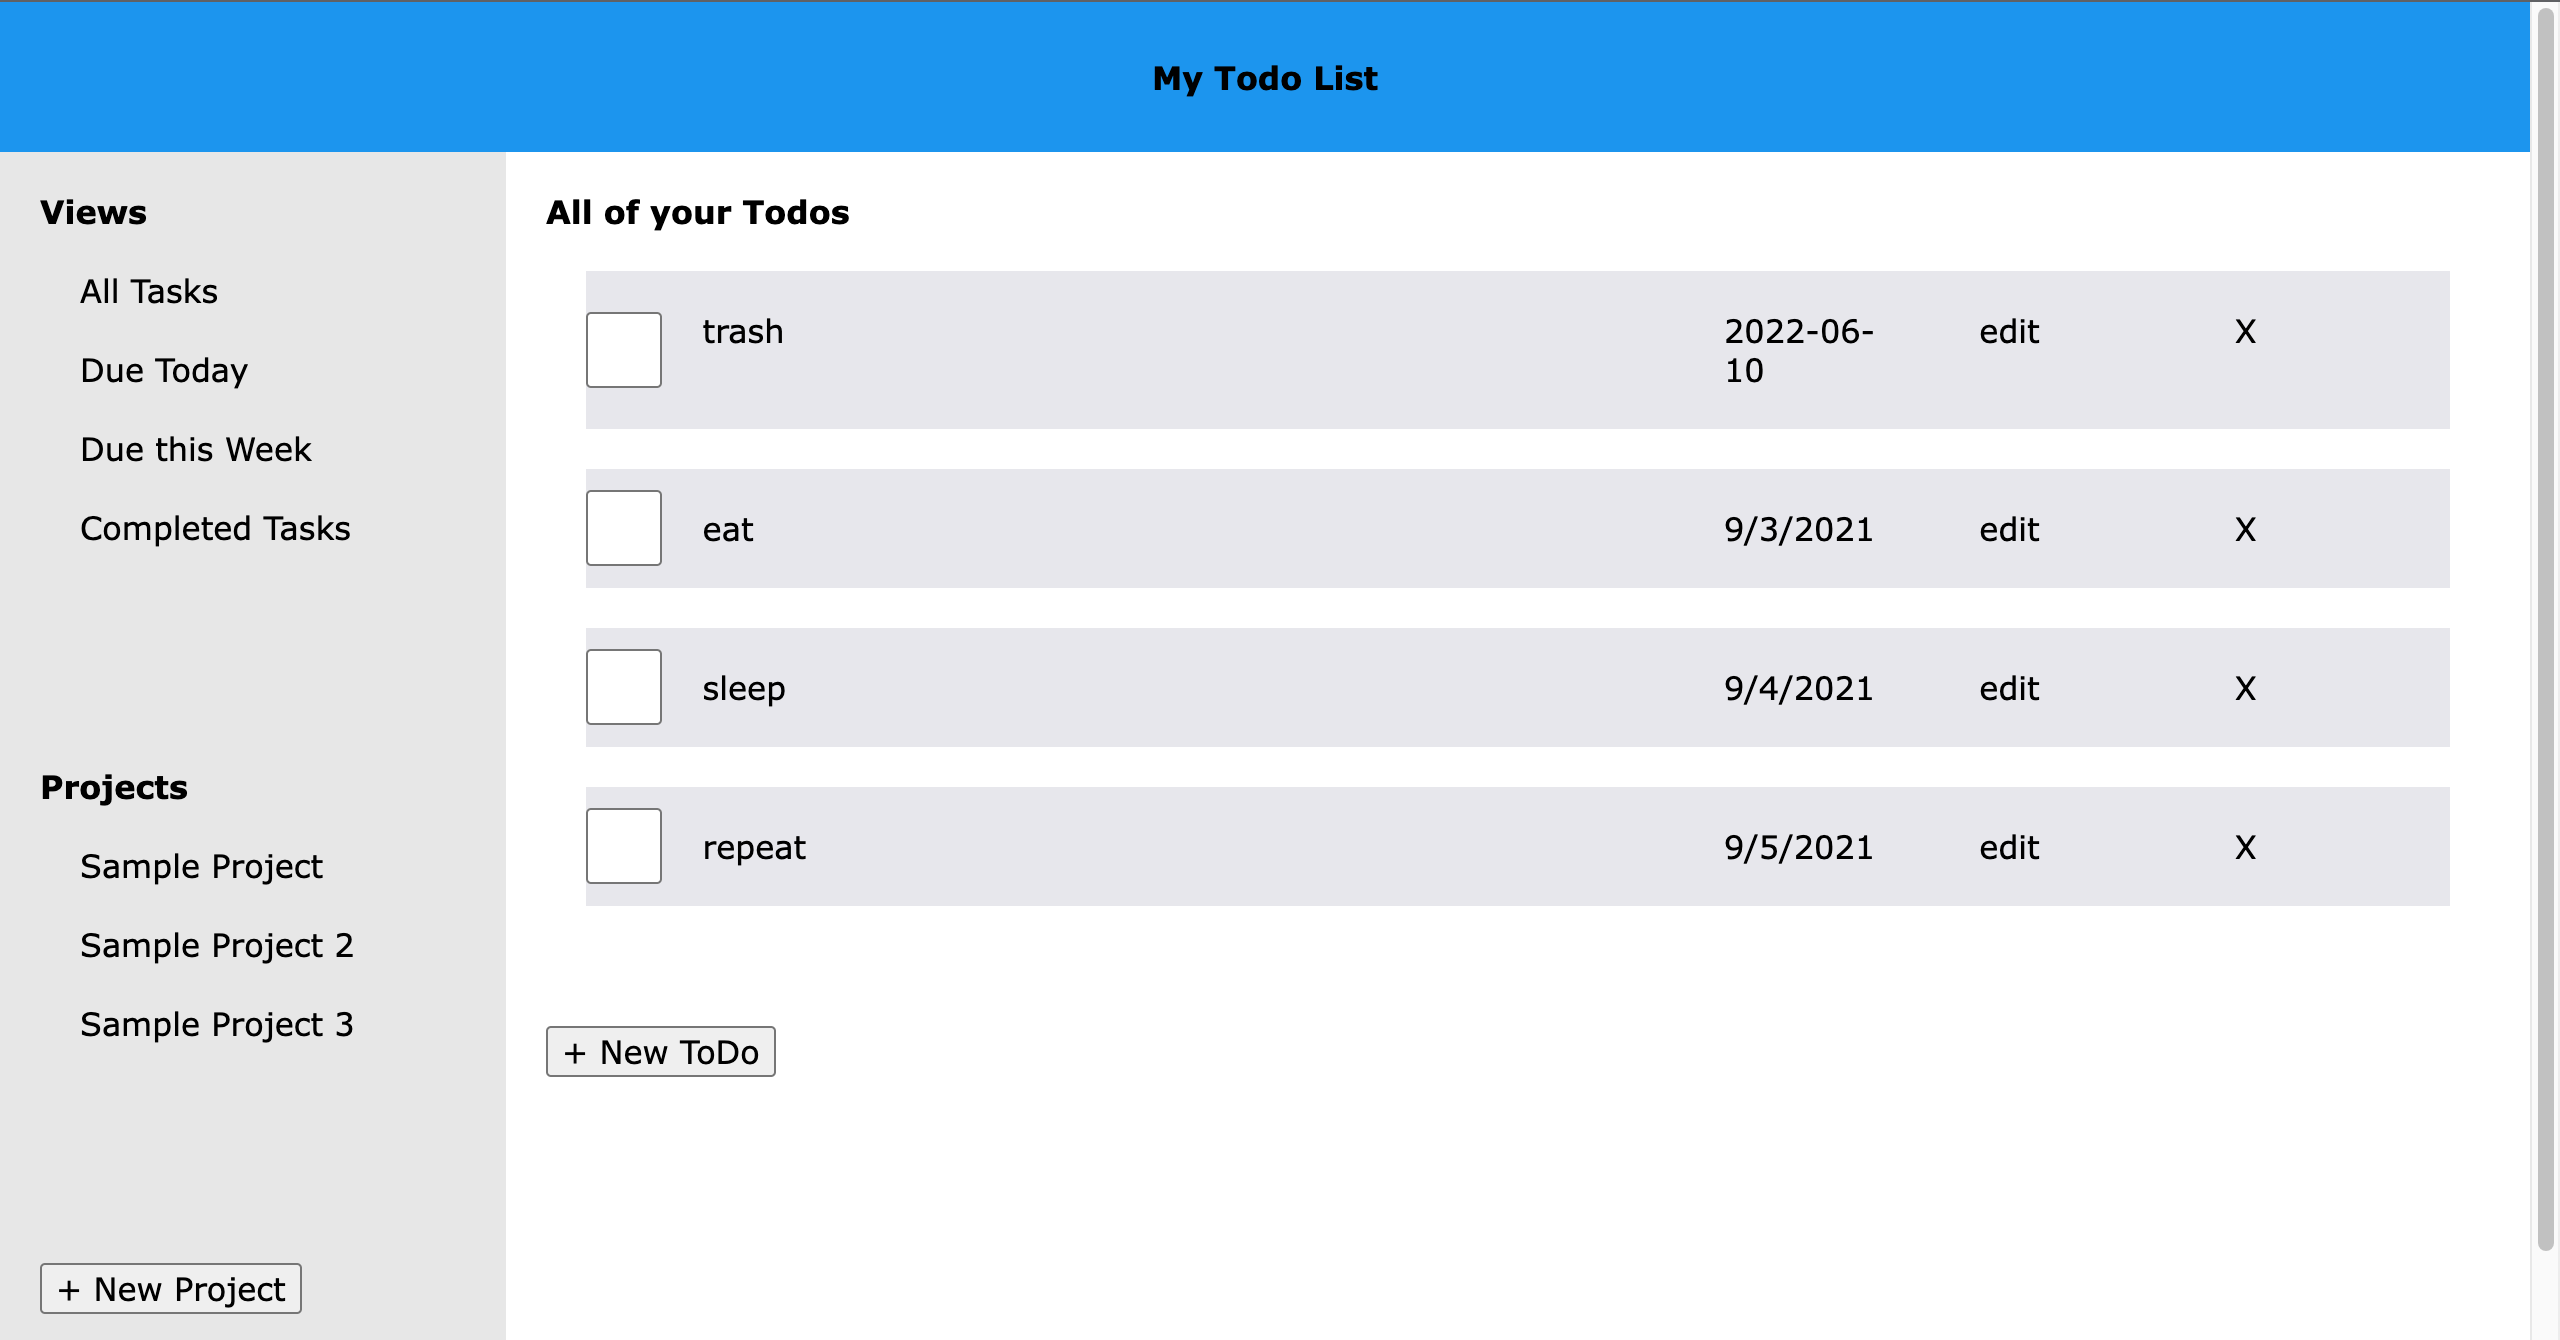 My Todo List
Views
All Tasks
Due Today
Due this Week
Completed Tasks
Projects
Sample Project
Sample Project 2
Sample Project 3
+ New Project
All of your Todos
trash 2022-06- edit X
10
eat 9/3/2021 edit X
sleep 9/4/2021 edit X
repeat 9/5/2021 edit X
+ New ToDo